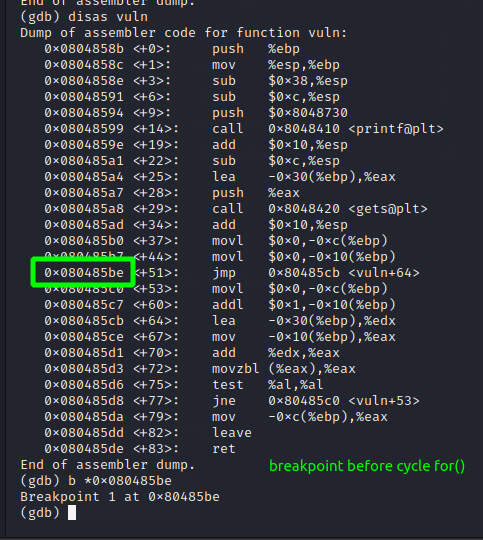 End of assembler dump.
(gdb) disas vuln
Dump of assembler code for function vuln:
0×0804858b <+0>: push %ebp
0×0804858c <+1>: mov %esp,%ebp
0×0804858e <+3>: sub $0×38,%esp
0×08048591 <+6>: sub $0×c,%esp
0×08048594 <+9>: push $0×8048730
0×08048599 <+14>: call 0×8048410 <printf@plt>
0×0804859e <+19>: add $0×10,%esp
0×080485a1 <+22>: sub $0×c,%esp
0×080485a4 <+25>: lea -0×30(%ebp),%eax
0×080485a7 <+28>: push %eax
0×080485a8 <+29>: call 0×8048420 <gets@plt>
0×080485ad <+34>: add $0×10,%esp
0×080485b0 <+37>: movl $0×0,-0×c(%ebp)
0×080485b7 <+44>: movl $0×0,-0×10(%ebp)
0×080485be <+51>: jmp 0×80485cb <vuln+64>
0×080485c0 <+53>: movl $0×0,-0×c(%ebp)
0×080485c7 <+60>: addl $0×1,-0×10(%ebp)
0×080485cb <+64>: lea -0×30(%ebp),%edx
0×080485ce <+67>: mov -0×10(%ebp),%eax
0×080485d1 <+70>: add %edx,%eax
0×080485d3 <+72>: movzbl (%eax),%eax
0×080485d6 <+75>: test %al,%al
0×080485d8 <+77>: jne 0×80485c0 <vuln+53>
0×080485da <+79>: mov -0×c(%ebp),%eax
0×080485dd <+82>: leave
0×080485de <+83>: ret
End of assembler dump.
breakpoint before cycle for()
(gdb) b *0×080485be
Breakpoint 1 at 0×80485be
(gdb)